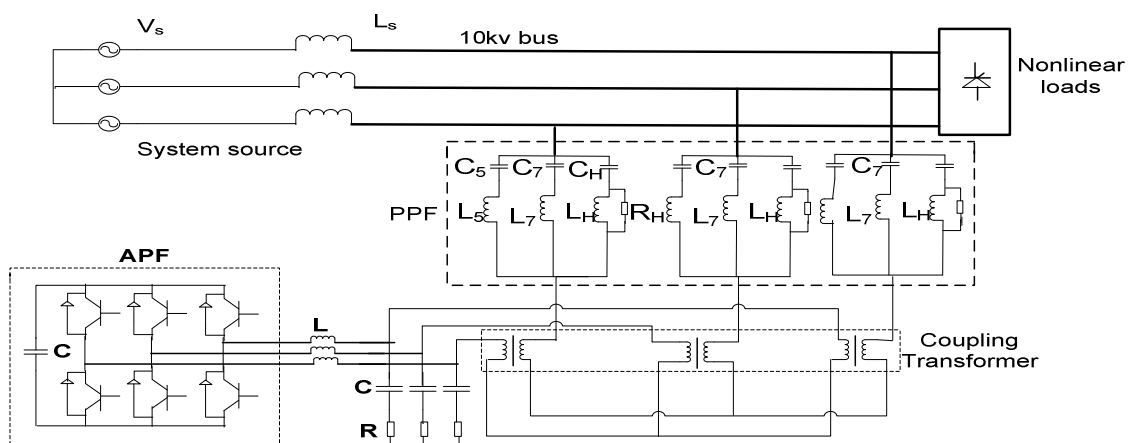 Vs
Ls
10kv bus
Nonlinear
loads
System source
C5 C7 CH C7 C7
PPF L5 L7 LH RH L7 LH L7 LH
APF
L
C
Coupling
Transformer
C
R